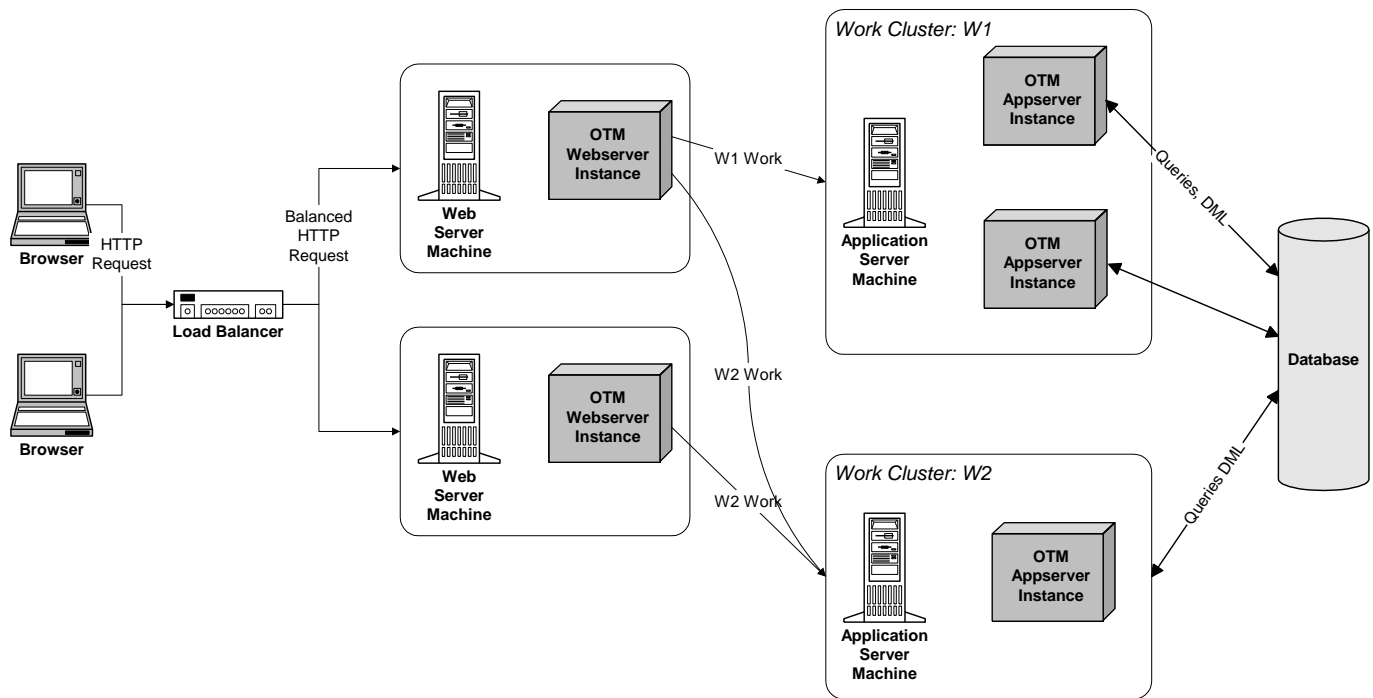 Browser
HTTP
Request
Browser
Load Balancer
Balanced
HTTP
Request
Web
Server
Machine
OTM
Webserver
Instance
Web
Server
Machine
OTM
Webserver
Instance
W1 Work
W2 Work
W2 Work
Work Cluster: W1
Application
Server
Machine
OTM
Appserver
Instance
OTM
Appserver
Instance
Work Cluster: W2
Application
Server
Machine
OTM
Appserver
Instance
Queries, DML
Queries DML
Database